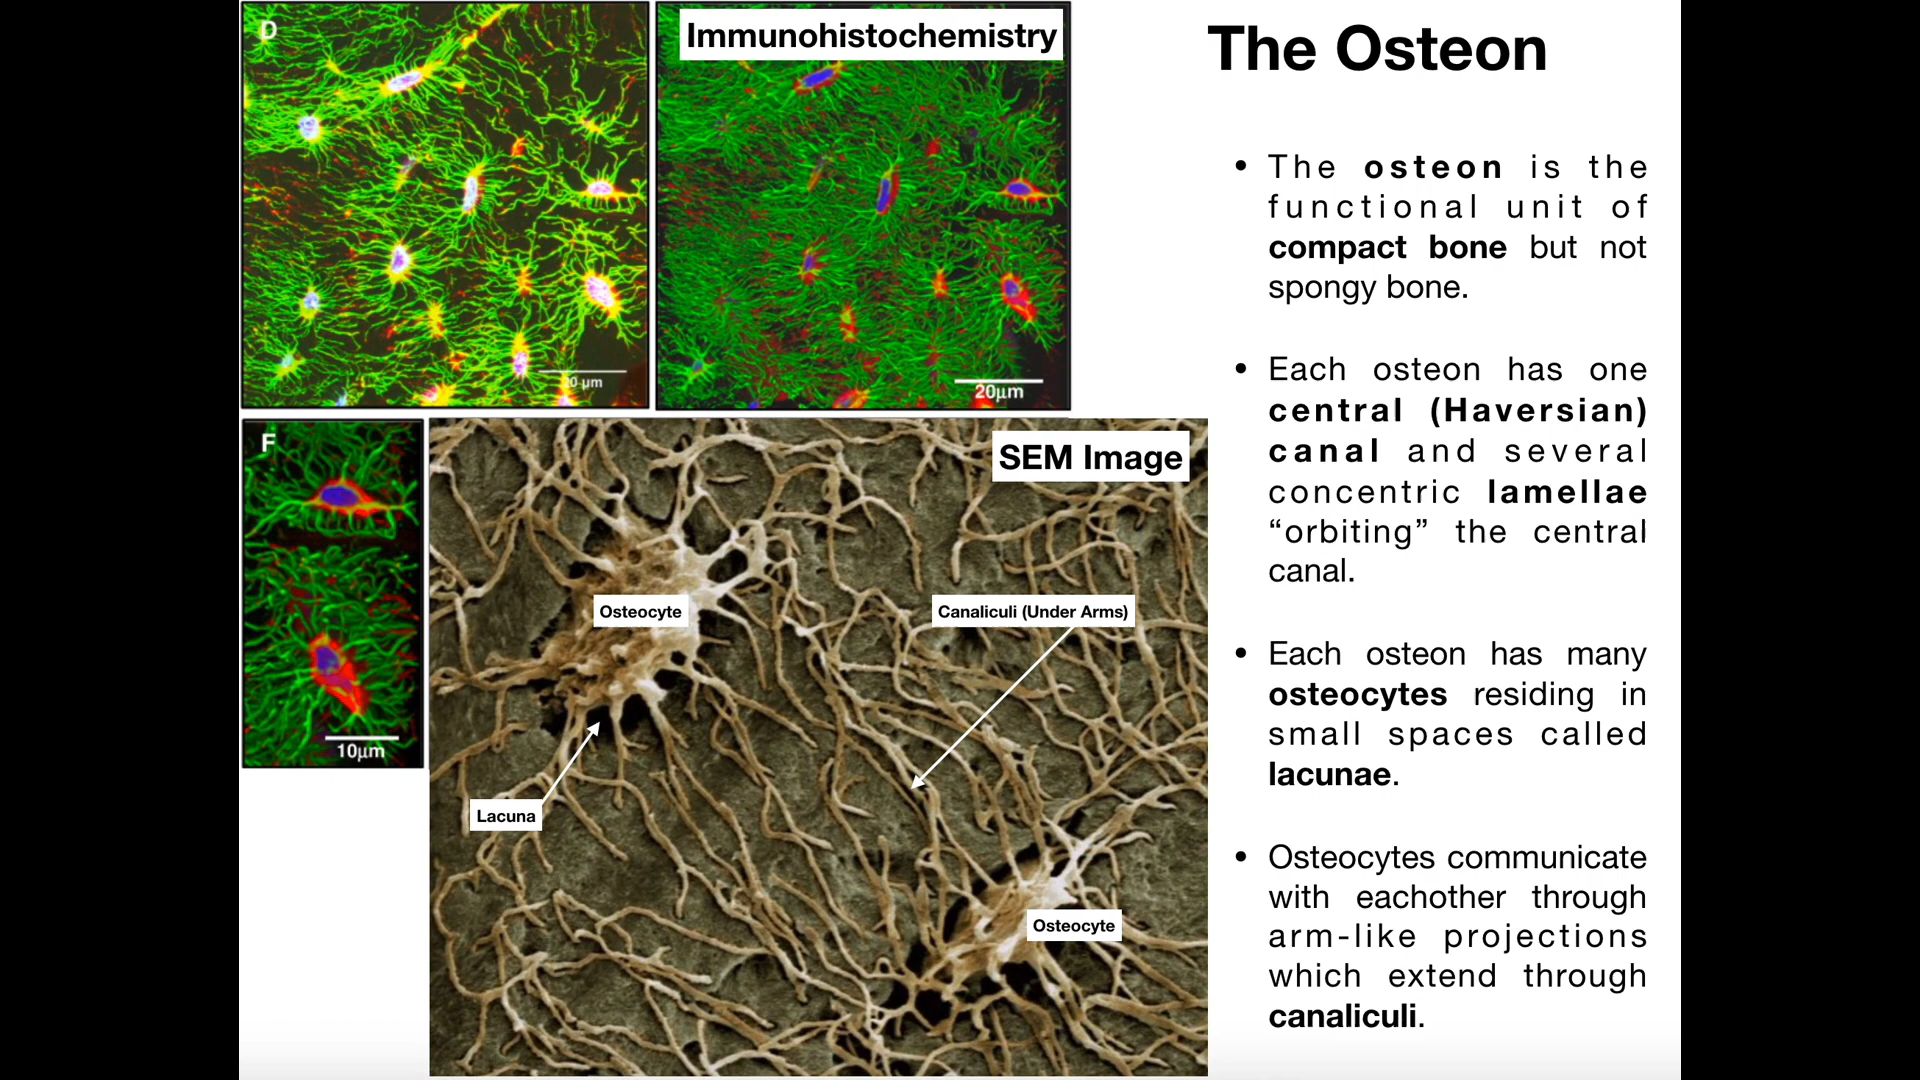 D
Immunohistochemistry
20 μm
20μm
F
10μm
SEM Image
Osteocyte
Canaliculi (Under Arms)
Lacuna
Osteocyte
The Osteon
• The osteon is the
functional unit of
compact bone but not
spongy bone.
• Each osteon has one
central (Haversian)
canal and several
concentric lamellae
“orbiting” the central
canal.
• Each osteon has many
osteocytes residing in
small spaces called
lacunae.
• Osteocytes communicate
with eachother through
arm-like projections
which extend through
canaliculi.